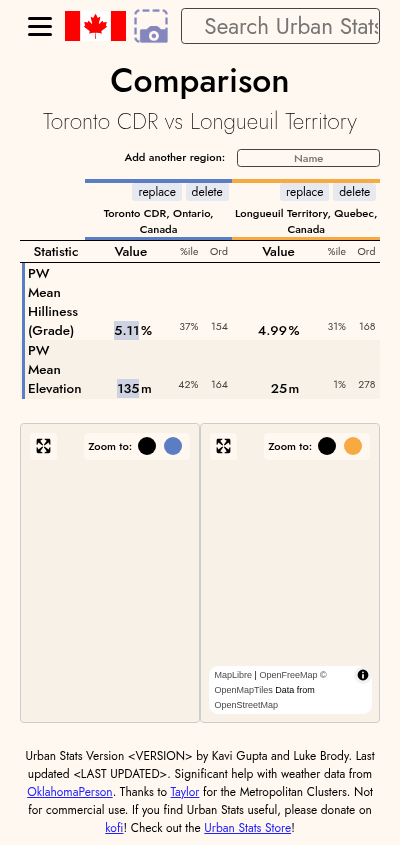 Search Urban Stats
Comparison
Toronto CDR vs Longueuil Territory
Add another region: Name
replace delete replace delete
Toronto CDR, Ontario, Canada
Longueuil Territory, Quebec, Canada
Statistic Value %ile Ord Value %ile Ord
PW Mean Hilliness (Grade) 5.11% 37% 154 4.99% 31% 168
PW Mean Elevation 135m 42% 164 25m 1% 278
Zoom to: Zoom to:
MapLibre | OpenFreeMap ©
OpenMapTiles Data from
OpenStreetMap
Urban Stats Version <VERSION> by Kavi Gupta and Luke Brody. Last
updated <LAST UPDATED>. Significant help with weather data from
OklahomaPerson. Thanks to Taylor for the Metropolitan Clusters. Not
for commercial use. If you find Urban Stats useful, please donate on
kofi! Check out the Urban Stats Store!